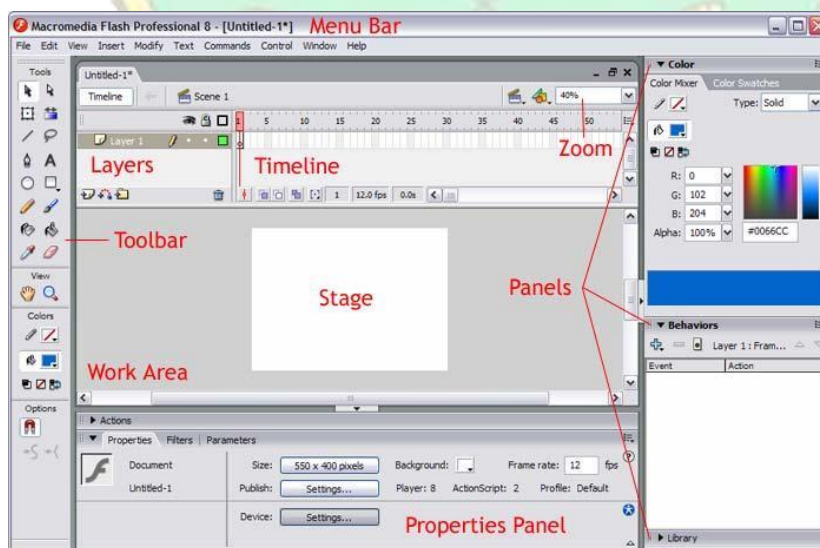 Macromedia Flash Professional 8 - [Untitled-1*] Menu Bar
File Edit View Insert Modify Text Commands Control Window Help
Tools
Untitled-1*
Timeline
Scene 1
40%
1 5 10 15 20 25 30 35 40 45 50
Layer 1
Layers
Timeline
Zoom
1 12.0 fps 0.0s
Toolbar
View
Colors
Options
Stage
Work Area
Panels
Color
Color Mixer Color Swatches
Type: Solid
R: 0
G: 102
B: 204
Alpha: 100% #0066CC
Behaviors
Layer 1 : Fram...
Event Action
Library
Actions
Properties Filters Parameters
Document Size: 550 x 400 pixels Background: Frame rate: 12 fps
Untitled-1 Publish: Settings... Player: 8 ActionScript: 2 Profile: Default
Device: Settings...
Properties Panel